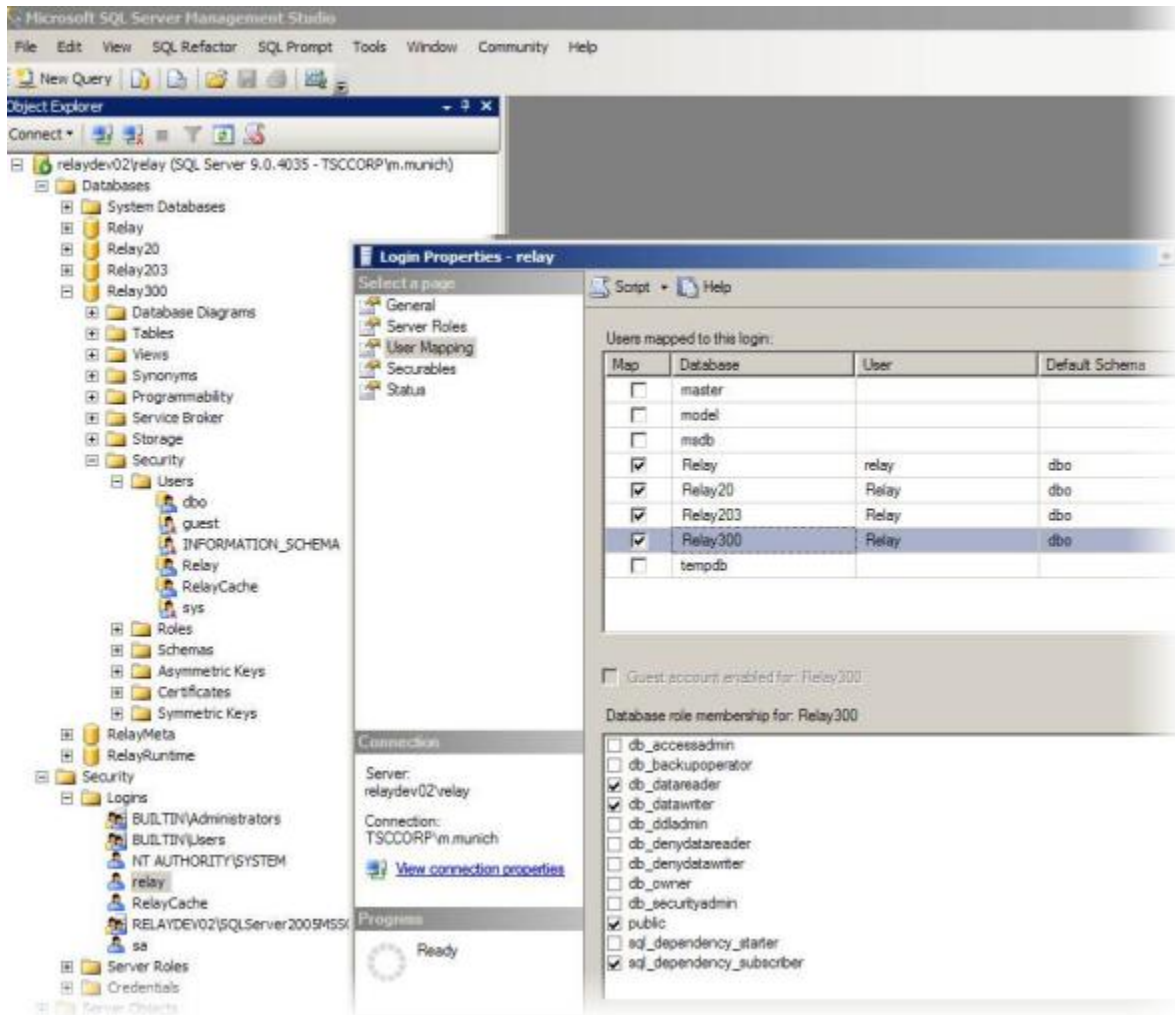 Microsoft SQL Server Management Studio
File Edit View SQL Refactor SQL Prompt Tools Window Community Help
New Query
Object Explorer
Connect
relaydev02\relay (SQL Server 9.0.4035 - TSCCORP\m.munich)
Databases
System Databases
Relay
Relay20
Relay203
Relay300
Database Diagrams
Tables
Views
Synonyms
Programmability
Service Broker
Storage
Security
Users
dbo
guest
INFORMATION_SCHEMA
Relay
RelayCache
sys
Roles
Schemas
Asymmetric Keys
Certificates
Symmetric Keys
RelayMeta
RelayRuntime
Security
Logins
BUILTIN\Administrators
BUILTIN\Users
NT AUTHORITY\SYSTEM
relay
RelayCache
RELAYDEV02\SQLServer2005MSSQ
sa
Server Roles
Credentials
Server Objects
Login Properties - relay
Select a page
General
Server Roles
User Mapping
Securables
Status
Connection
Server:
relaydev02\relay
Connection:
TSCCORP\m.munich
View connection properties
Progress
Ready
Script Help
Users mapped to this login:
Map Database User Default Schema
master
model
msdb
Relay relay dbo
Relay20 Relay dbo
Relay203 Relay dbo
Relay300 Relay dbo
tempdb
Guest account enabled for: Relay300
Database role membership for: Relay300
db_accessadmin
db_backupoperator
db_datareader
db_datawriter
db_ddladmin
db_denydatareader
db_denydatawriter
db_owner
db_securityadmin
public
sql_dependency_starter
sql_dependency_subscriber